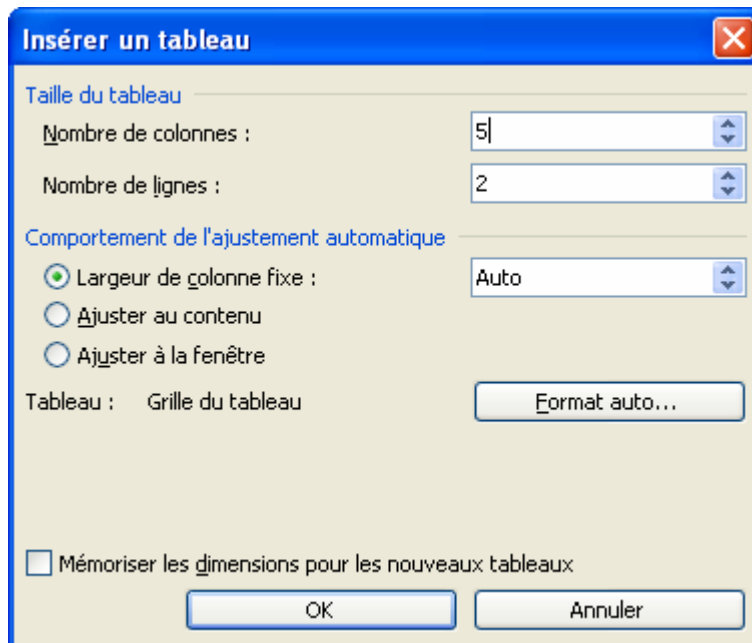 Insérer un tableau
Taille du tableau
Nombre de colonnes : 5
Nombre de lignes : 2
Comportement de l'ajustement automatique
Largeur de colonne fixe : Auto
Ajuster au contenu
Ajuster à la fenêtre
Tableau : Grille du tableau Format auto...
Mémoriser les dimensions pour les nouveaux tableaux
OK Annuler